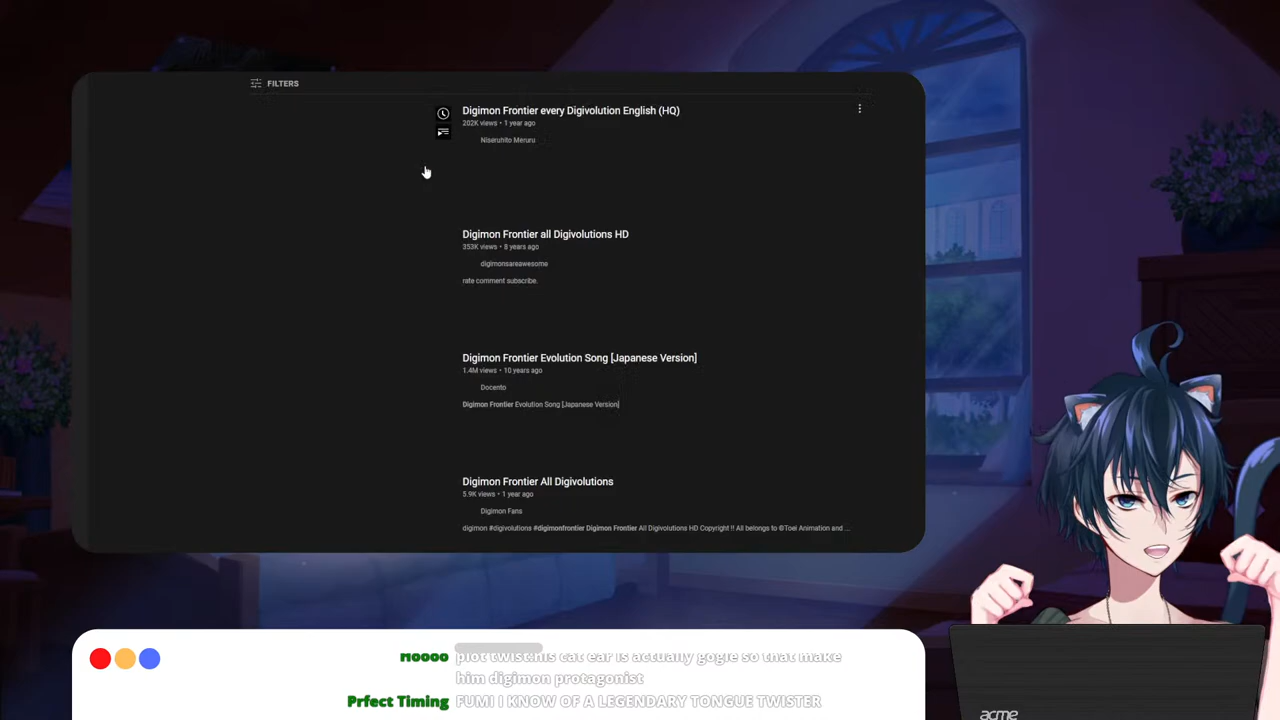 FILTERS
Digimon Frontier every Digivolution English (HQ)
202K views • 1 year ago
Niseruhito Meruru
Digimon Frontier all Digivolutions HD
353K views • 8 years ago
digimonsareawesome
rate comment subscribe.
Digimon Frontier Evolution Song [Japanese Version]
1.4M views • 10 years ago
Docento
Digimon Frontier Evolution Song [Japanese Version]
Digimon Frontier All Digivolutions
5.9K views • 1 year ago
Digimon Fans
digimon #digivolutions #digimonfrontier Digimon Frontier All Digivolutions HD Copyright !! All belongs to ©Toei Animation and ...
plot twist:his cat ear is actually gogle so that make
him digimon protagonist
Prfect Timing FUMI I KNOW OF A LEGENDARY TONGUE TWISTER
acme